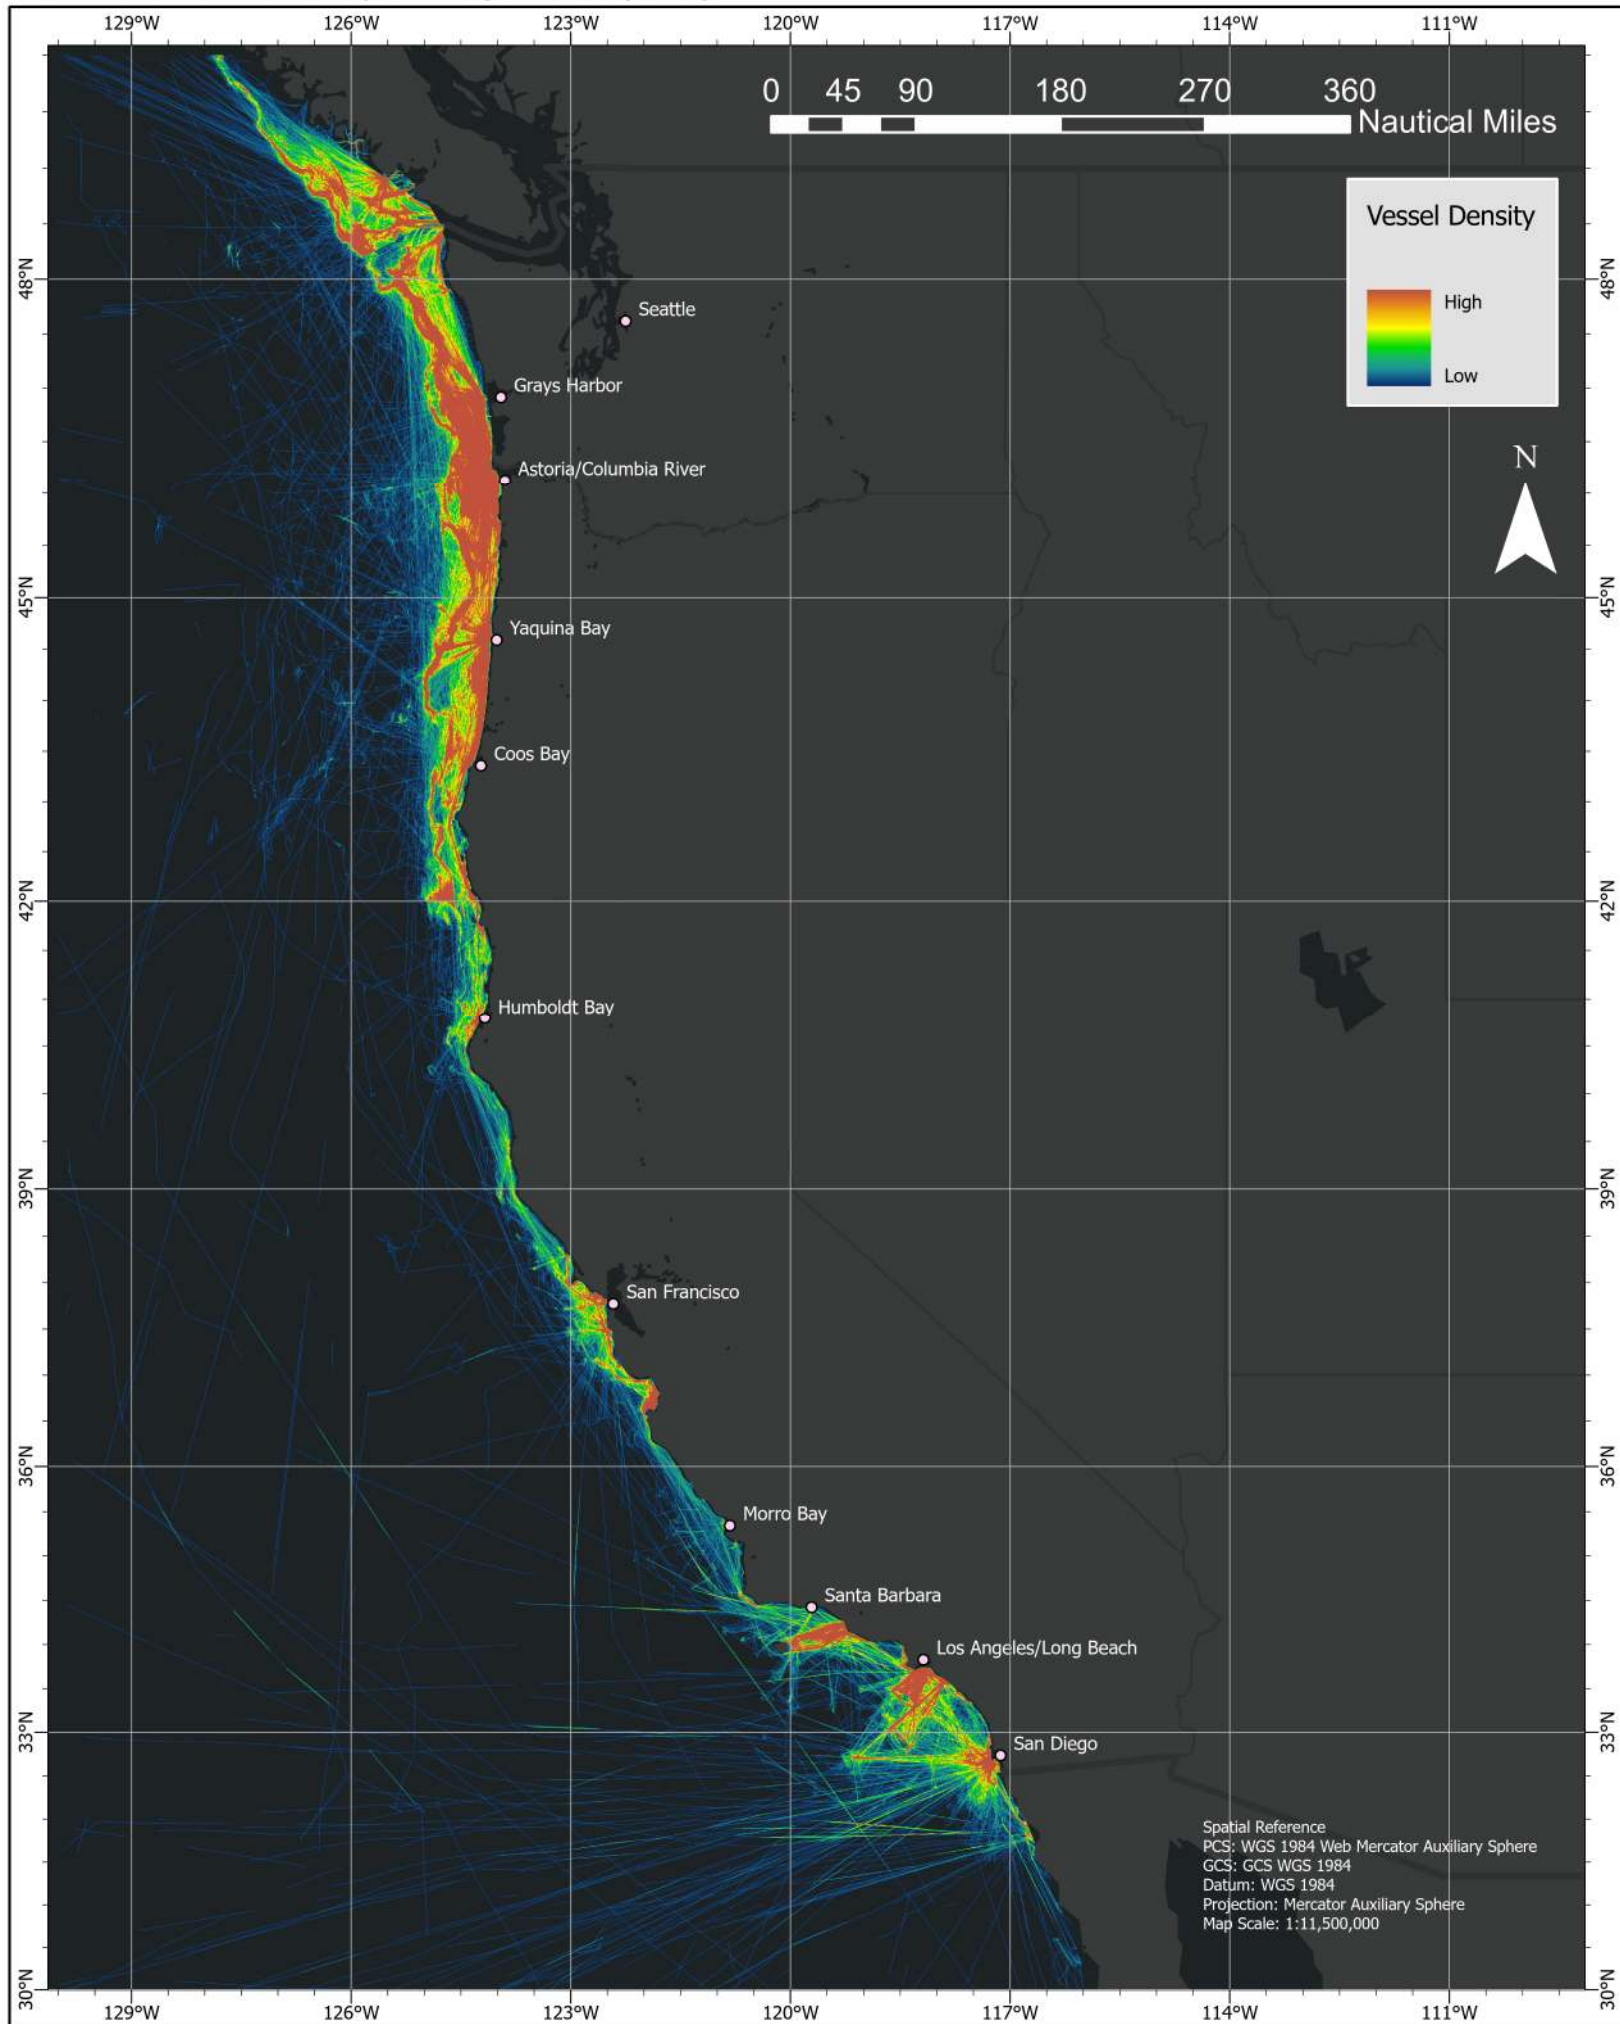 129°W 126°W 123°W 120°W 117°W 114°W 111°W
0 45 90 180 270 360
Nautical Miles
Vessel Density
High
Low
N
48°N 48°N
Seattle
Grays Harbor
Astoria/Columbia River
45°N 45°N
Yaquina Bay
Coos Bay
42°N 42°N
Humboldt Bay
39°N 39°N
San Francisco
36°N 36°N
Morro Bay
Santa Barbara
Los Angeles/Long Beach
33°N 33°N
San Diego
Spatial Reference
PCS: WGS 1984 Web Mercator Auxiliary Sphere
GCS: GCS WGS 1984
Datum: WGS 1984
Projection: Mercator Auxiliary Sphere
Map Scale: 1:11,500,000
30°N 30°N
129°W 126°W 123°W 120°W 117°W 114°W 111°W